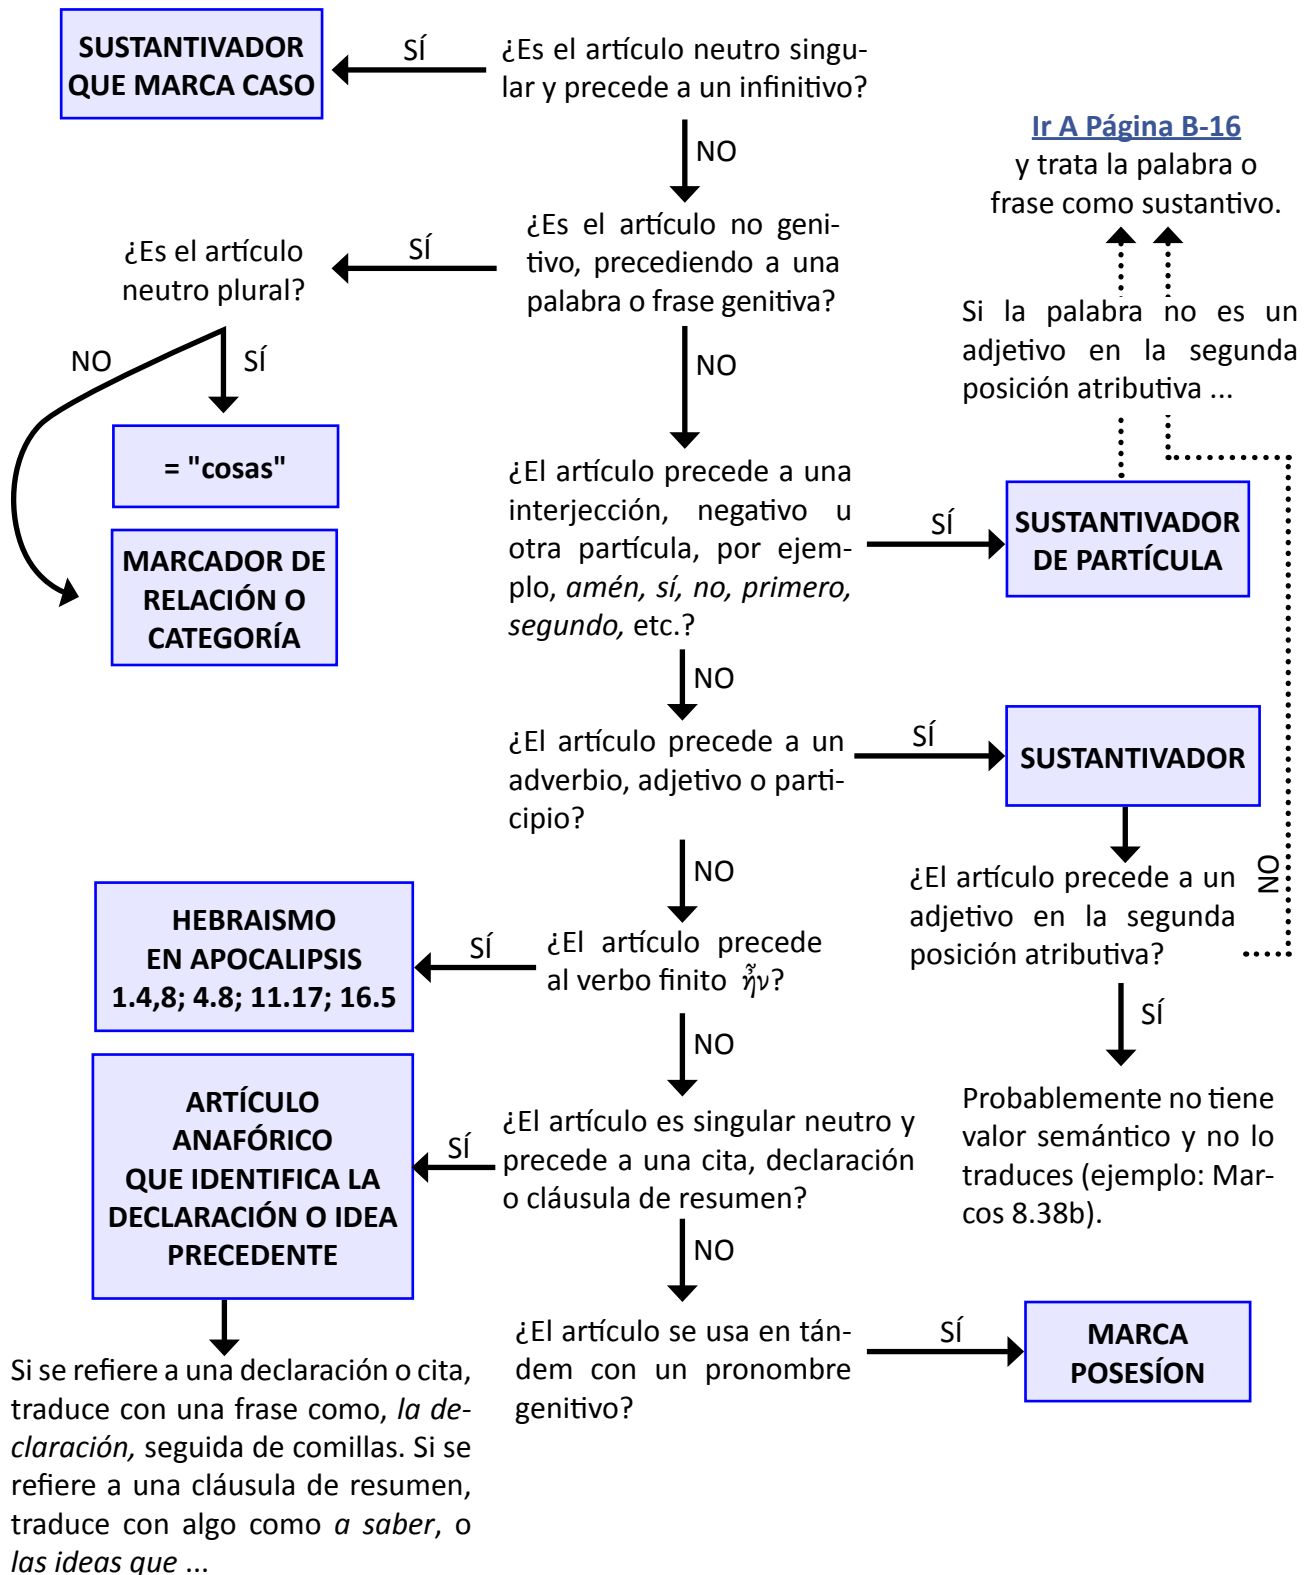 SUSTANTIVADOR
QUE MARCA CASO
SÍ
¿Es el artículo neutro singu-
lar y precede a un infinitivo?
NO
Ir A Página B-16
y trata la palabra o
frase como sustantivo.
¿Es el artículo no geni-
tivo, precediendo a una
palabra o frase genitiva?
SÍ
¿Es el artículo
neutro plural?
NO
SÍ
= "cosas"
MARCADOR DE
RELACIÓN O
CATEGORÍA
NO
Si la palabra no es un
adjetivo en la segunda
posición atributiva ...
¿El artículo precede a una
interjección, negativo u
otra partícula, por ejem-
plo, amén, sí, no, primero,
segundo, etc.?
SÍ
SUSTANTIVADOR
DE PARTÍCULA
NO
¿El artículo precede a un
adverbio, adjetivo o parti-
cipio?
SÍ
SUSTANTIVADOR
NO
¿El artículo precede a un
adjetivo en la segunda
posición atributiva?
NO
SÍ
Probablemente no tiene
valor semántico y no lo
traduces (ejemplo: Mar-
cos 8.38b).
HEBRAISMO
EN APOCALIPSIS
1.4,8; 4.8; 11.17; 16.5
SÍ
¿El artículo precede
al verbo finito ἦν?
NO
ARTÍCULO
ANAFÓRICO
QUE IDENTIFICA LA
DECLARACIÓN O IDEA
PRECEDENTE
SÍ
¿El artículo es singular neutro y
precede a una cita, declaración
o cláusula de resumen?
NO
¿El artículo se usa en tán-
dem con un pronombre
genitivo?
SÍ
MARCA
POSESÍON
Si se refiere a una declaración o cita,
traduce con una frase como, la de-
claración, seguida de comillas. Si se
refiere a una cláusula de resumen,
traduce con algo como a saber, o
las ideas que ...